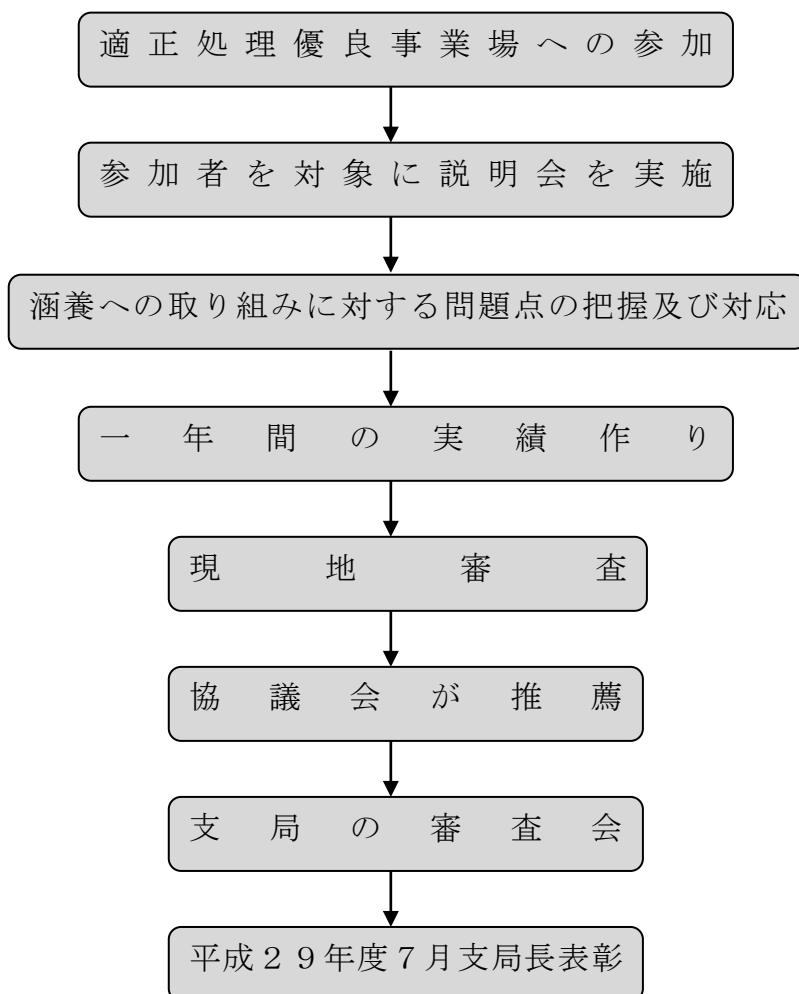 適正処理優良事業場への参加
参加者を対象に説明会を実施
涵養への取り組みに対する問題点の把握及び対応
一年間の実績作り
現地審査
協議会が推薦
支局の審査会
平成２９年度７月支局長表彰